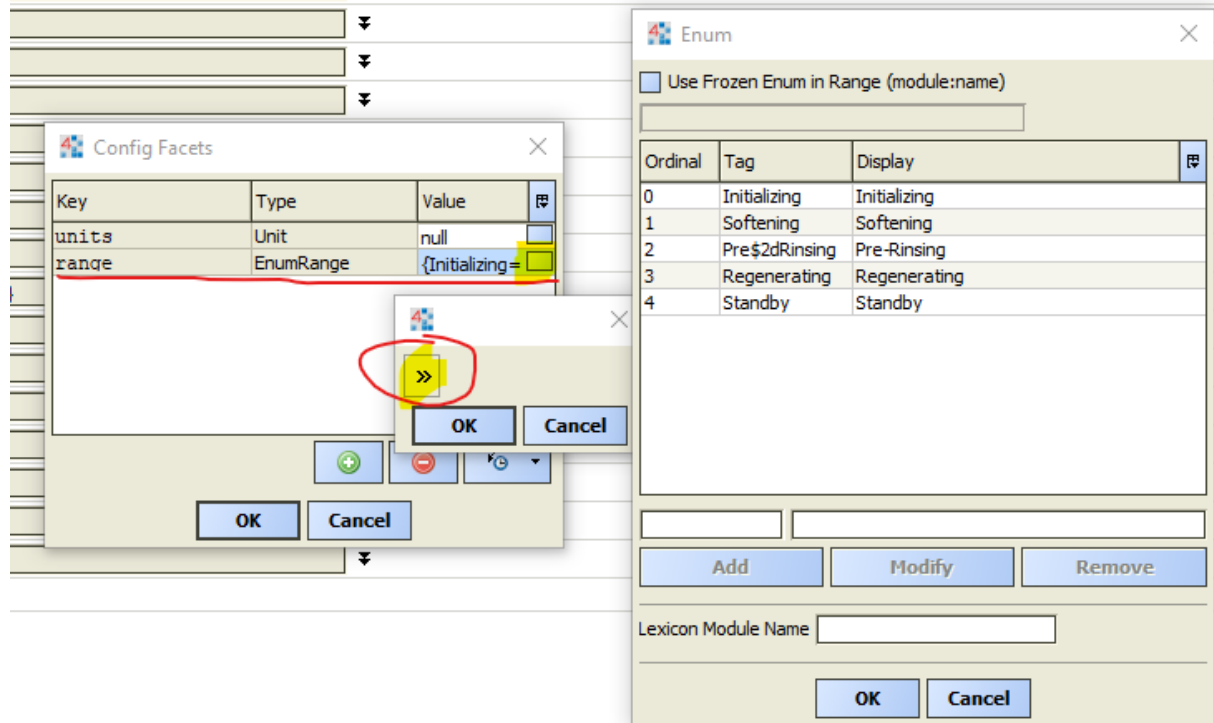 Config Facets
Key Type Value
units Unit null
range EnumRange {Initializing=
»
OK Cancel
OK Cancel
Enum
Use Frozen Enum in Range (module:name)
Ordinal Tag Display
0 Initializing Initializing
1 Softening Softening
2 Pre$2dRinsing Pre-Rinsing
3 Regenerating Regenerating
4 Standby Standby
Add Modify Remove
Lexicon Module Name
OK Cancel